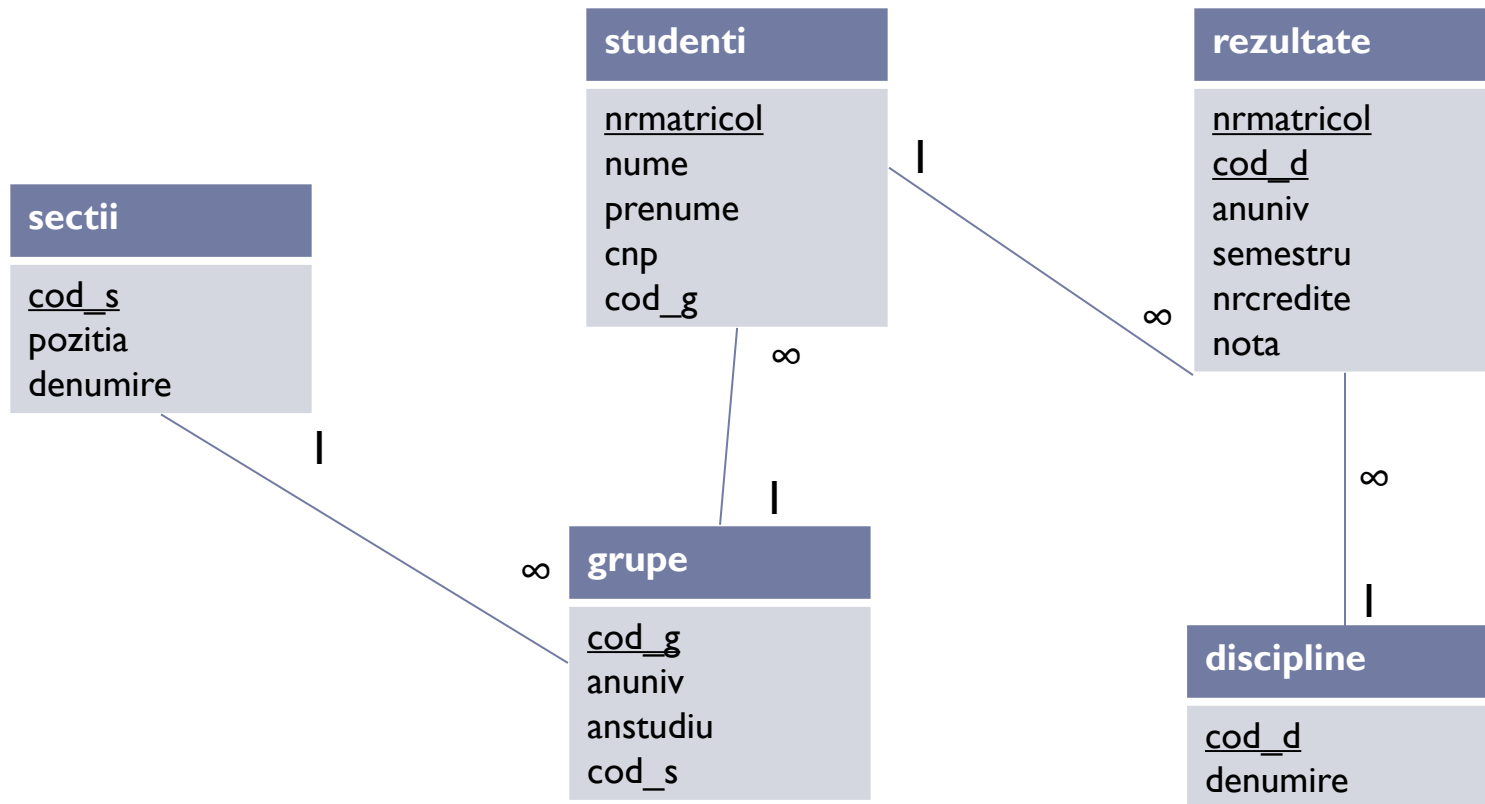 studenti
nrmatricol
nume
prenume
cnp
cod_g
rezultate
nrmatricol
cod_d
anuniv
semestru
nrcredite
nota
sectii
cod_s
pozitia
denumire
1
∞
∞
1
1
∞
∞
1
grupe
cod_g
anuniv
anstudiu
cod_s
discipline
cod_d
denumire